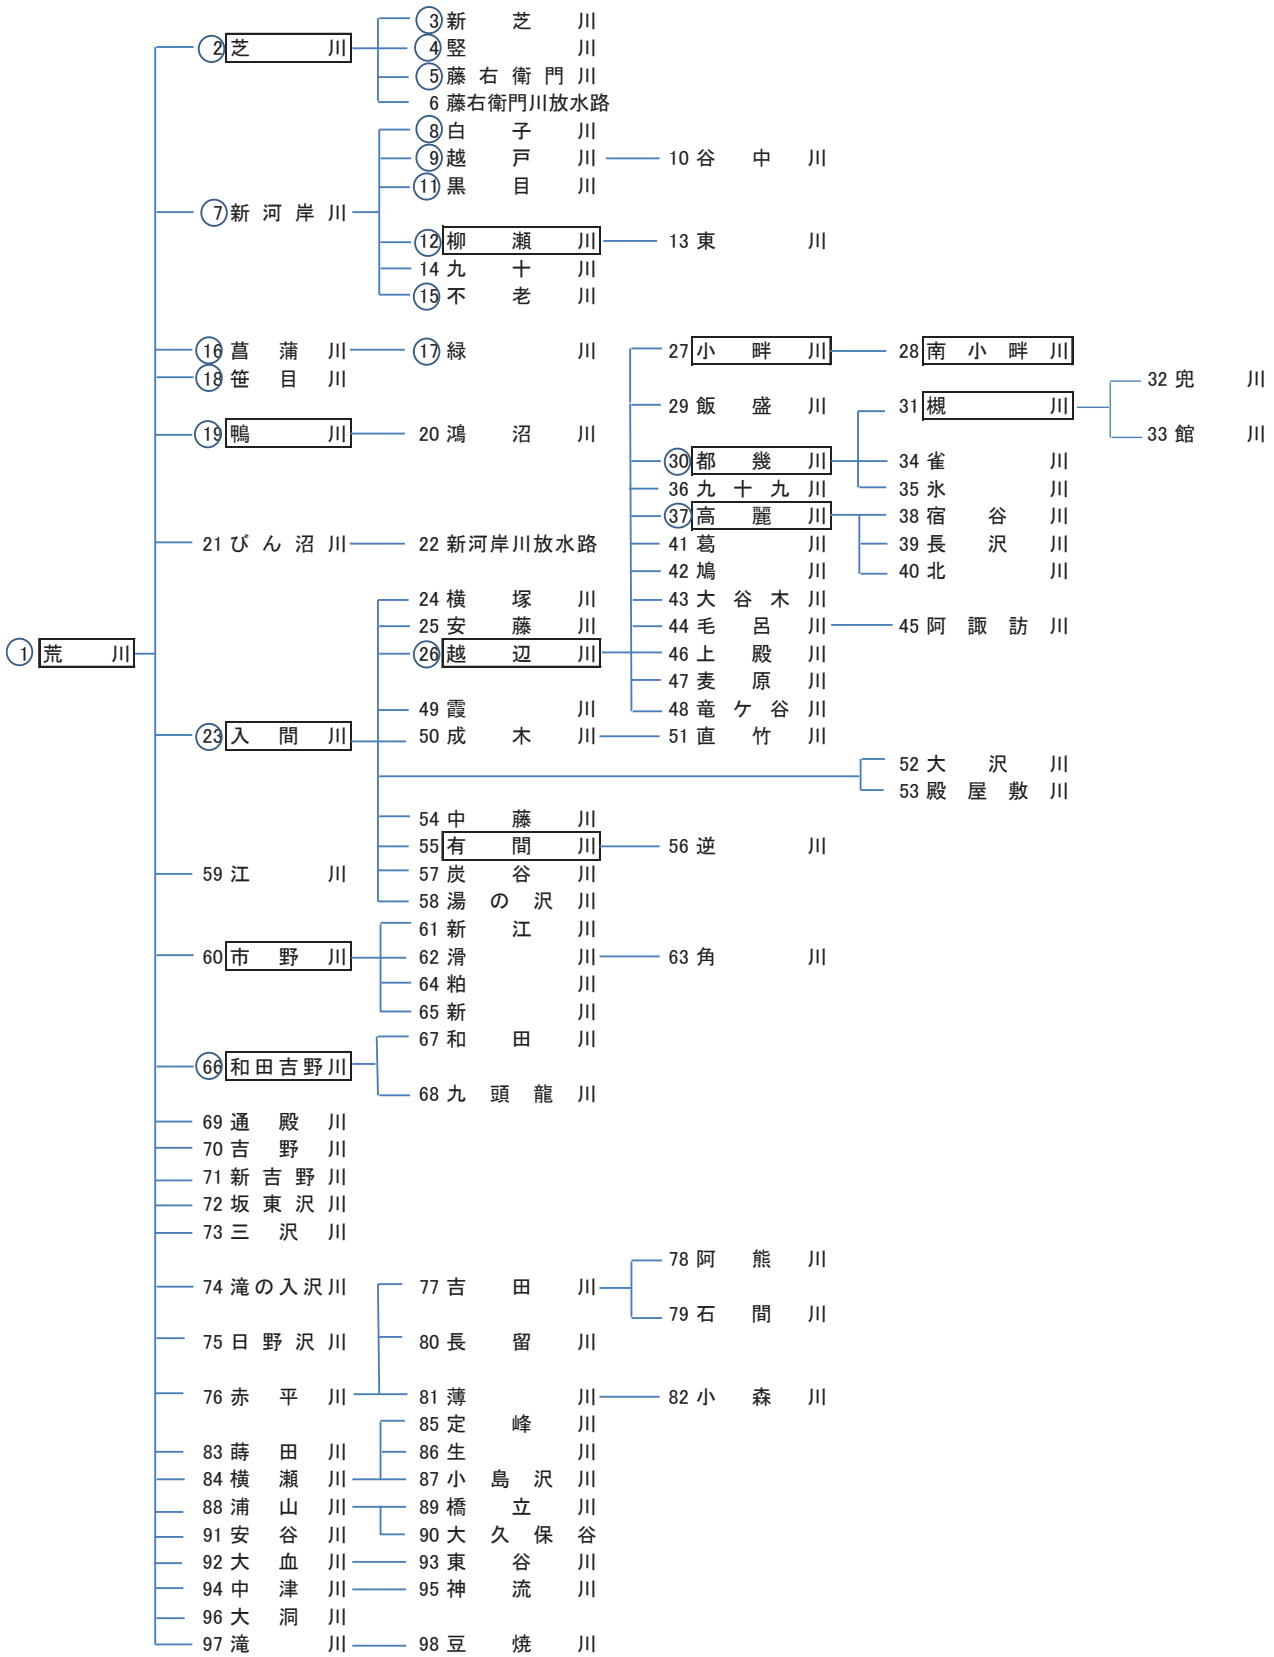 3 新芝川
2 芝川 4 竪川
5 藤右衛門川
6 藤右衛門川放水路
8 白子川
9 越戸川 10 谷中川
11 黒目川
7 新河岸川
12 柳瀬川 13 東川
14 九十川
15 不老川
16 菖蒲川 17 緑川 27 小畔川 28 南小畔川
18 笹目川 32 兜川
29 飯盛川 31 槻川
19 鴨川 20 鴻沼川 33 館川
30 都幾川 34 雀川
36 九十九川 35 氷川
37 高麗川 38 宿谷川
21 びん沼川 22 新河岸川放水路 41 葛川 39 長沢川
42 鳩川 40 北川
24 横塚川 43 大谷木川
25 安藤川 44 毛呂川 45 阿諏訪川
1 荒川 26 越辺川 46 上殿川
47 麦原川
49 霞川 48 竜ケ谷川
23 入間川 50 成木川 51 直竹川
52 大沢川
53 殿屋敷川
54 中藤川
55 有間川 56 逆川
59 江川 57 炭谷川
58 湯の沢川
61 新江川
60 市野川 62 滑川 63 角川
64 粕川
65 新川
67 和田川
66 和田吉野川
68 九頭龍川
69 通殿川
70 吉野川
71 新吉野川
72 坂東沢川
73 三沢川
78 阿熊川
74 滝の入沢川 77 吉田川
79 石間川
75 日野沢川 80 長留川
76 赤平川 81 薄川 82 小森川
85 定峰川
83 蒔田川 86 生川
84 横瀬川 87 小島沢川
88 浦山川 89 橋立川
91 安谷川 90 大久保谷
92 大血川 93 東谷川
94 中津川 95 神流川
96 大洞川
97 滝川 98 豆焼川